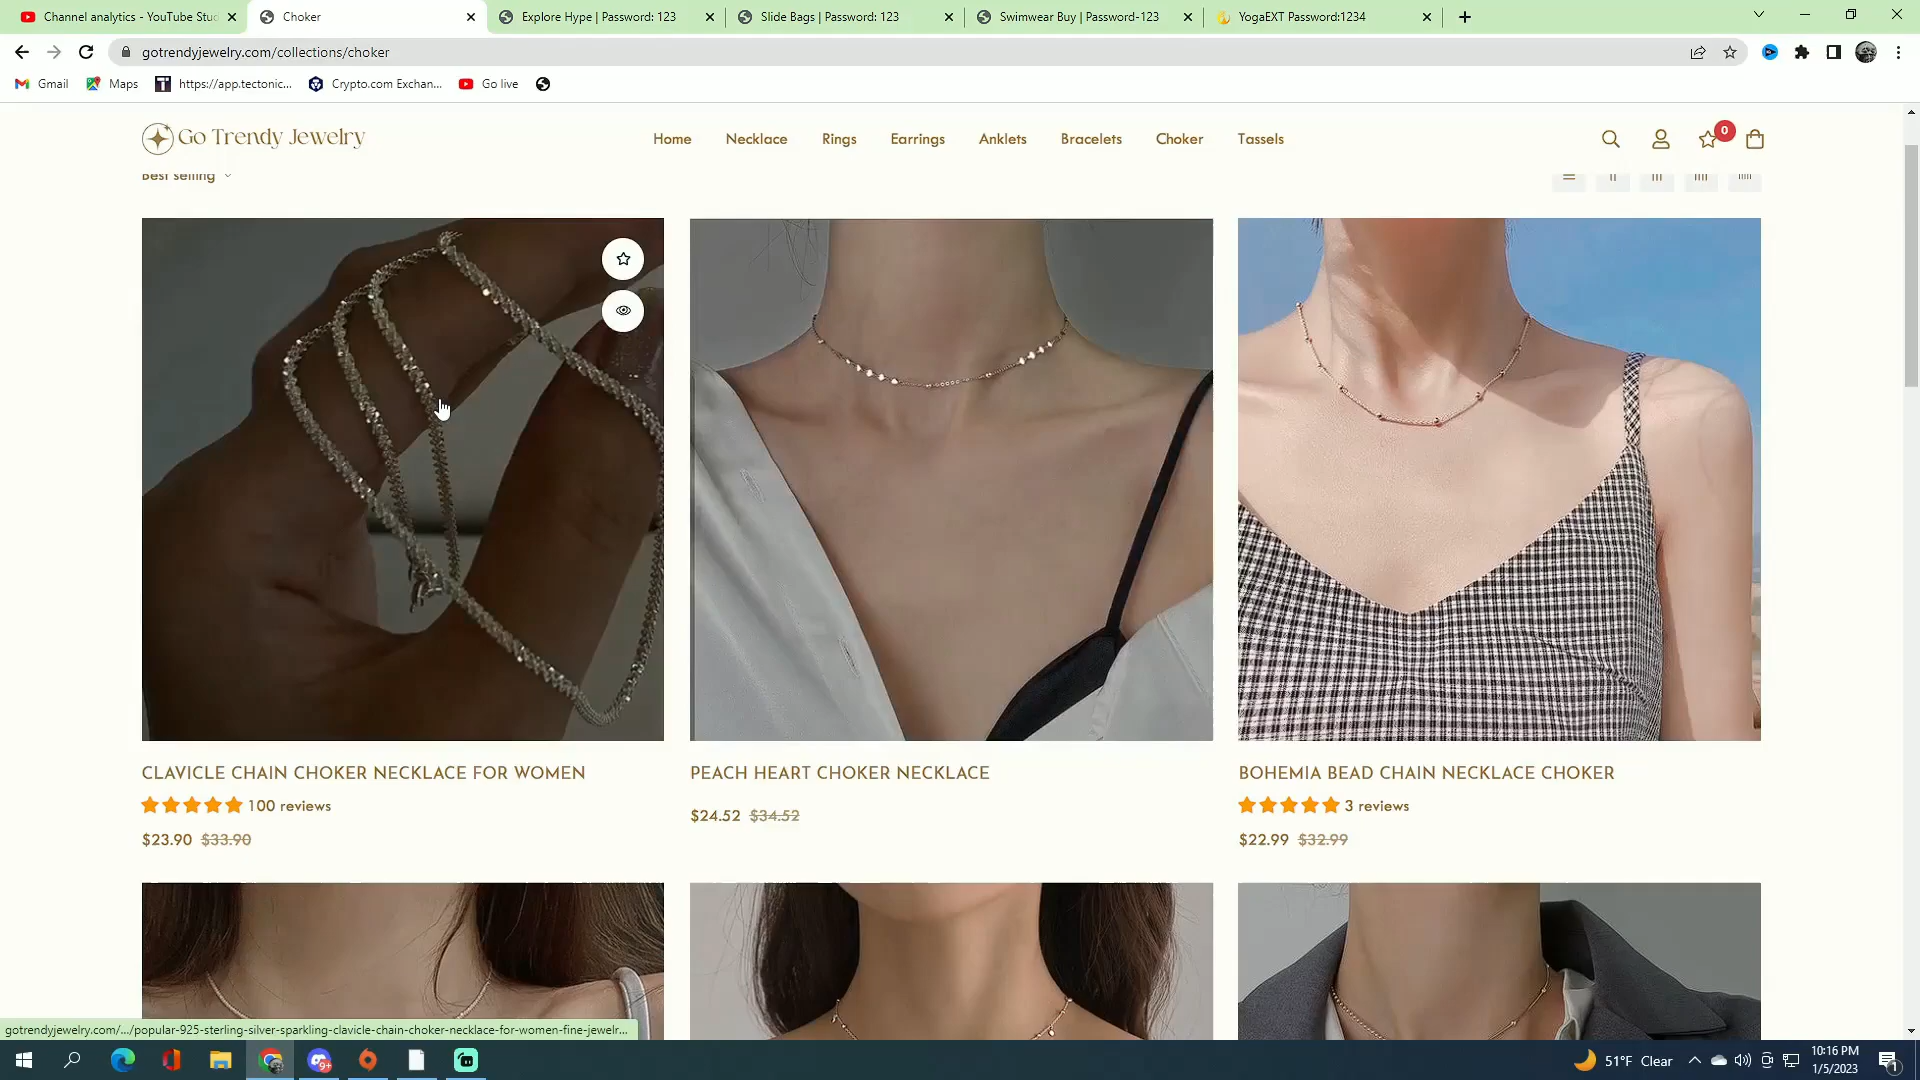 Channel analytics - YouTube Stu
Choker
Explore Hype | Password: 123
Slide Bags | Password: 123
Swimwear Buy | Password-123
YogaEXT Password:1234
gotrendyjewelry.com/collections/choker
Gmail
Maps
https://app.tectonic...
Crypto.com Exchan...
Go live
Go Trendy Jewelry
Home
Necklace
Rings
Earrings
Anklets
Bracelets
Choker
Tassels
0
Best selling
CLAVICLE CHAIN CHOKER NECKLACE FOR WOMEN
100 reviews
$23.90 $33.90
PEACH HEART CHOKER NECKLACE
$24.52 $34.52
BOHEMIA BEAD CHAIN NECKLACE CHOKER
3 reviews
$22.99 $32.99
gotrendyjewelry.com/.../popular-925-sterling-silver-sparkling-clavicle-chain-choker-necklace-for-women-fine-jewelr...
9+
51°F Clear
10:16 PM
1/5/2023
1